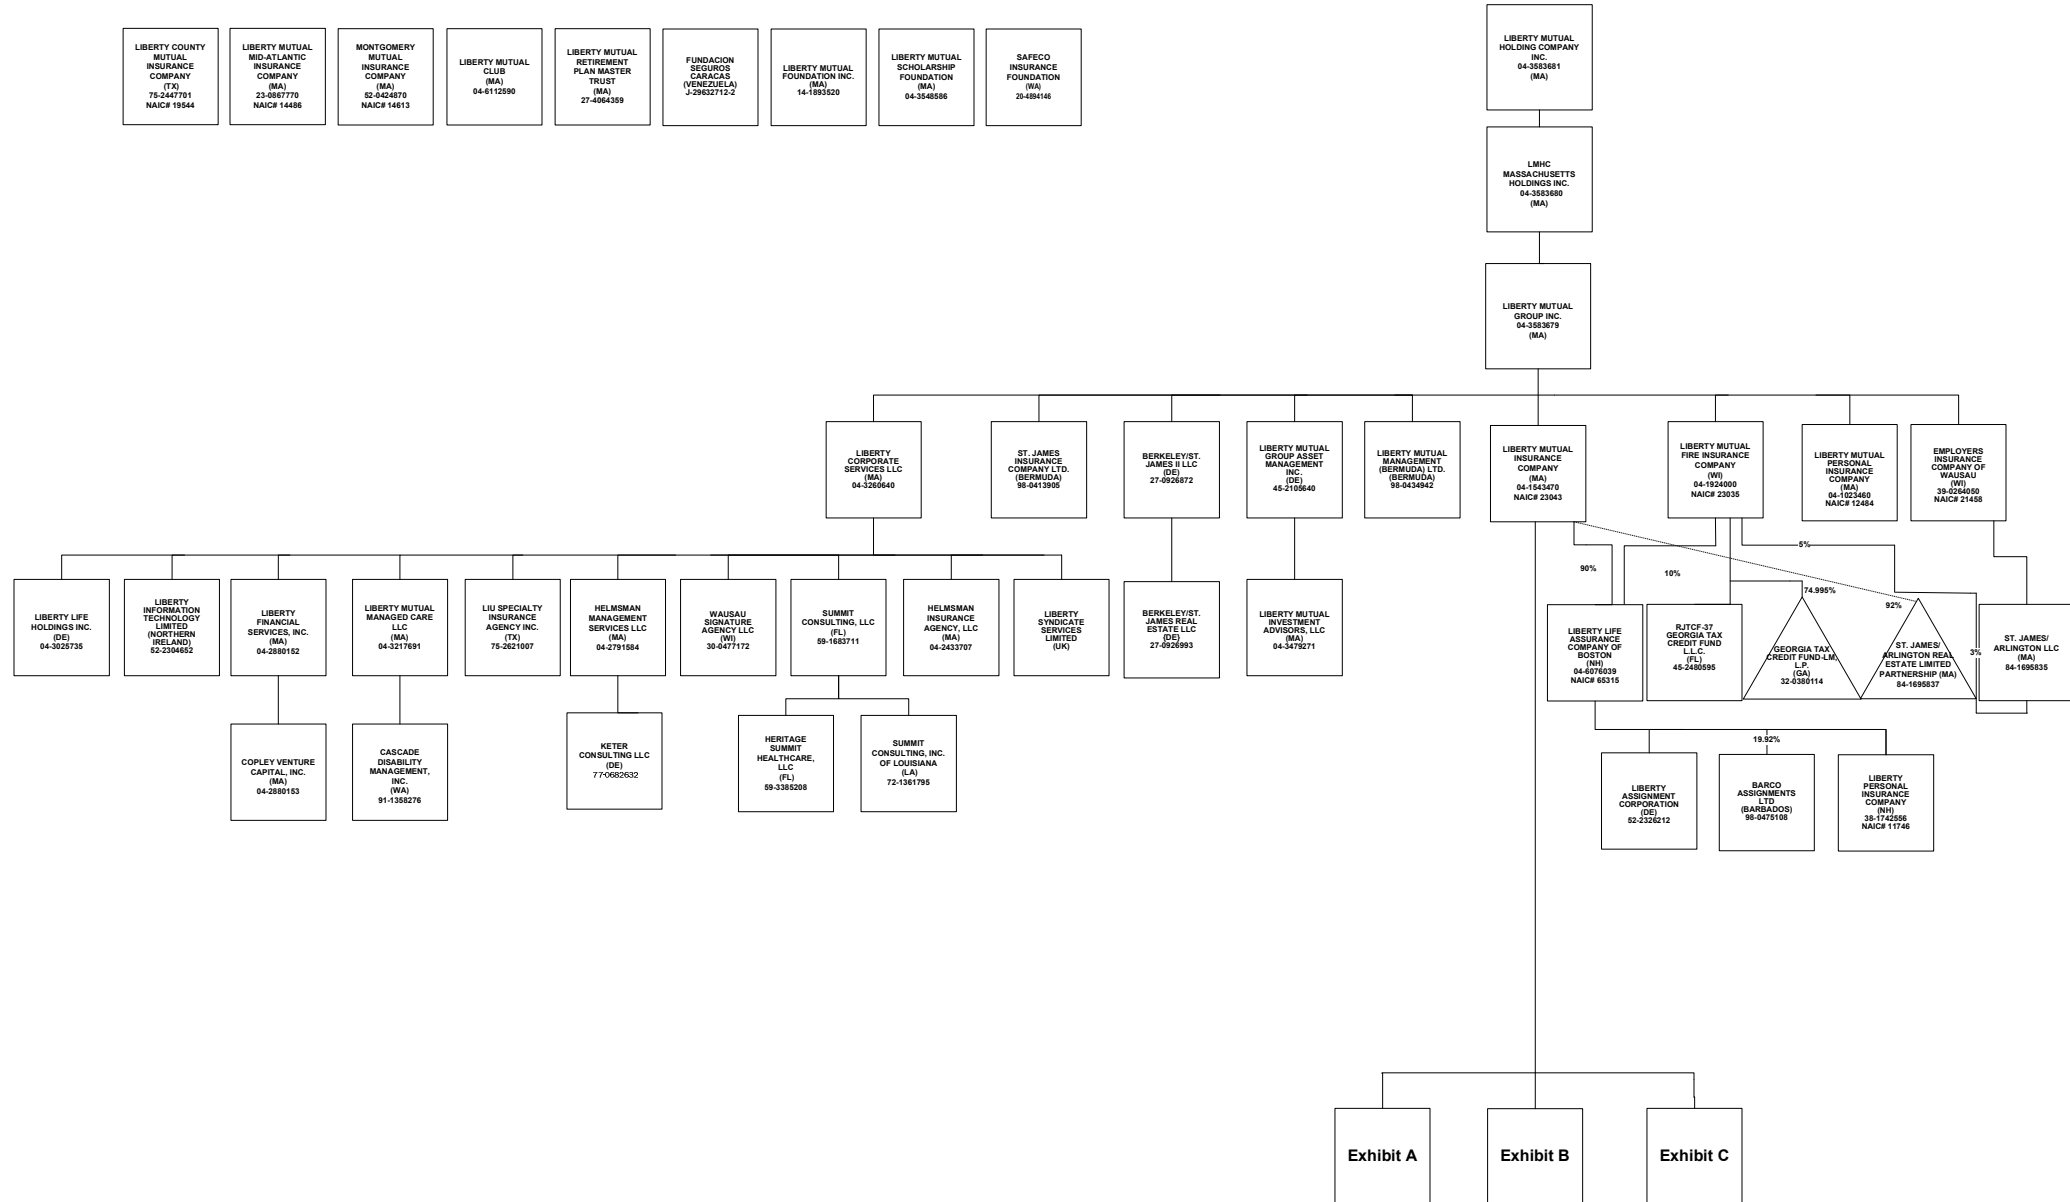 LIBERTY COUNTY
MUTUAL
INSURANCE
COMPANY
(TX)
75-2447701
NAIC# 19544
LIBERTY MUTUAL
MID-ATLANTIC
INSURANCE
COMPANY
(MA)
23-0867770
NAIC# 14486
MONTGOMERY
MUTUAL
INSURANCE
COMPANY
(MA)
52-0424870
NAIC# 14613
LIBERTY MUTUAL
CLUB
(MA)
04-6112590
LIBERTY MUTUAL
RETIREMENT
PLAN MASTER
TRUST
(MA)
27-4064359
FUNDACION
SEGUROS
CARACAS
(VENEZUELA)
J-29632712-2
LIBERTY MUTUAL
FOUNDATION INC.
(MA)
14-1893520
LIBERTY MUTUAL
SCHOLARSHIP
FOUNDATION
(MA)
04-3548586
SAFECO
INSURANCE
FOUNDATION
(WA)
20-4894146
LIBERTY MUTUAL
HOLDING COMPANY
INC.
04-3583681
(MA)
LMHC
MASSACHUSETTS
HOLDINGS INC.
04-3583680
(MA)
LIBERTY MUTUAL
GROUP INC.
04-3583679
(MA)
LIBERTY
CORPORATE
SERVICES LLC
(MA)
04-3260640
ST. JAMES
INSURANCE
COMPANY LTD.
(BERMUDA)
98-0413905
BERKELEY/ST.
JAMES II LLC
(DE)
27-0926872
LIBERTY MUTUAL
GROUP ASSET
MANAGEMENT
INC.
(DE)
45-2105640
LIBERTY MUTUAL
MANAGEMENT
(BERMUDA) LTD.
(BERMUDA)
98-0434942
LIBERTY MUTUAL
INSURANCE
COMPANY
(MA)
04-1543470
NAIC# 23043
LIBERTY MUTUAL
FIRE INSURANCE
COMPANY
(WI)
04-1924000
NAIC# 23035
LIBERTY MUTUAL
PERSONAL
INSURANCE
COMPANY
(MA)
04-1023460
NAIC# 12484
EMPLOYERS
INSURANCE
COMPANY OF
WAUSAU
(WI)
39-0264050
NAIC# 21458
5%
90%
10%
74.995%
92%
3%
LIBERTY LIFE
HOLDINGS INC.
(DE)
04-3025735
LIBERTY
INFORMATION
TECHNOLOGY
LIMITED
(NORTHERN
IRELAND)
52-2304652
LIBERTY
FINANCIAL
SERVICES, INC.
(MA)
04-2880152
LIBERTY MUTUAL
MANAGED CARE
LLC
(MA)
04-3217691
LIU SPECIALTY
INSURANCE
AGENCY INC.
(TX)
75-2621007
HELMSMAN
MANAGEMENT
SERVICES LLC
(MA)
04-2791584
WAUSAU
SIGNATURE
AGENCY LLC
(WI)
30-0477172
SUMMIT
CONSULTING, LLC
(FL)
59-1683711
HELMSMAN
INSURANCE
AGENCY, LLC
(MA)
04-2433707
LIBERTY
SYNDICATE
SERVICES
LIMITED
(UK)
BERKELEY/ST.
JAMES REAL
ESTATE LLC
(DE)
27-0926993
LIBERTY MUTUAL
INVESTMENT
ADVISORS, LLC
(MA)
04-3479271
LIBERTY LIFE
ASSURANCE
COMPANY OF
BOSTON
(NH)
04-6076039
NAIC# 65315
RJTCF-37
GEORGIA TAX
CREDIT FUND
L.L.C.
(FL)
45-2480595
GEORGIA TAX
CREDIT FUND-LM,
L.P.
(GA)
32-0380114
ST. JAMES/
ARLINGTON REAL
ESTATE LIMITED
PARTNERSHIP (MA)
84-1695837
ST. JAMES/
ARLINGTON LLC
(MA)
84-1695835
COPLEY VENTURE
CAPITAL, INC.
(MA)
04-2880153
CASCADE
DISABILITY
MANAGEMENT,
INC.
(WA)
91-1358276
KETER
CONSULTING LLC
(DE)
77-0682632
HERITAGE
SUMMIT
HEALTHCARE,
LLC
(FL)
59-3385208
SUMMIT
CONSULTING, INC.
OF LOUISIANA
(LA)
72-1361795
19.92%
LIBERTY
ASSIGNMENT
CORPORATION
(DE)
52-2326212
BARCO
ASSIGNMENTS
LTD
(BARBADOS)
98-0475108
LIBERTY
PERSONAL
INSURANCE
COMPANY
(NH)
38-1742556
NAIC# 11746
Exhibit A
Exhibit B
Exhibit C